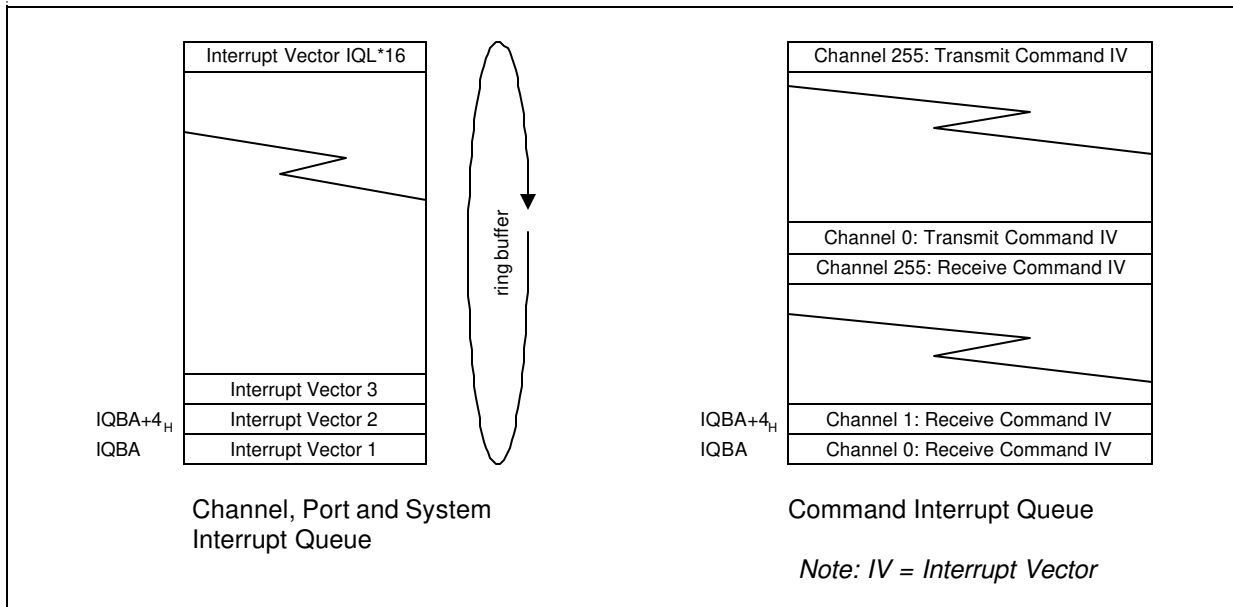 Interrupt Vector IQL*16
Interrupt Vector 3
IQBA+4H
Interrupt Vector 2
IQBA
Interrupt Vector 1
ring buffer
Channel, Port and System
Interrupt Queue
Channel 255: Transmit Command IV
Channel 0: Transmit Command IV
Channel 255: Receive Command IV
IQBA+4H
Channel 1: Receive Command IV
IQBA
Channel 0: Receive Command IV
Command Interrupt Queue
Note: IV = Interrupt Vector